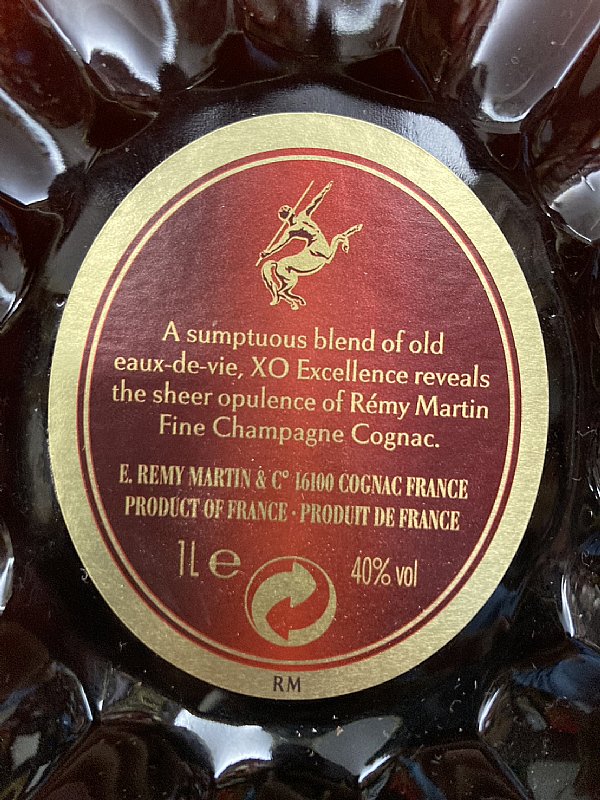 A sumptuous blend of old
eaux-de-vie, XO Excellence reveals
the sheer opulence of Rémy Martin
Fine Champagne Cognac.
E. REMY MARTIN & C° 16100 COGNAC FRANCE
PRODUCT OF FRANCE · PRODUIT DE FRANCE
1L e 40% vol
RM